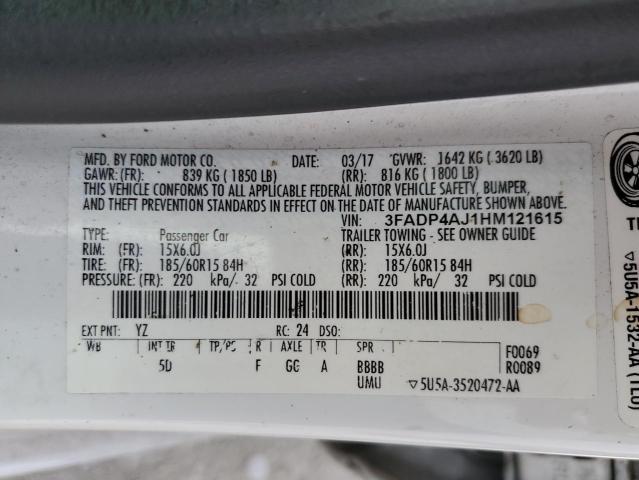 MFD. BY FORD MOTOR CO. DATE: 03/17 GVWR: 1642 KG ( 3620 LB)
GAWR: (FR): 839 KG ( 1850 LB) (RR): 816 KG ( 1800 LB)
THIS VEHICLE CONFORMS TO ALL APPLICABLE FEDERAL MOTOR VEHICLE SAFETY, BUMPER,
AND THEFT PREVENTION STANDARDS IN EFFECT ON THE DATE OF MANUFACTURE SHOWN ABOVE.
VIN: 3FADP4AJ1HM121615
TYPE: Passenger Car TRAILER TOWING - SEE OWNER GUIDE
RIM: (FR): 15X6.0J (RR): 15X6.0J
TIRE: (FR): 185/60R15 84H (RR): 185/60R15 84H
PRESSURE: (FR): 220 kPa/ 32 PSI COLD (RR): 220 kPa/ 32 PSI COLD
EXT PNT: YZ RC: 24 DSO:
WB INT TR TP/PS R AXLE TR SPR F0069
5D F GC A BBBB R0089
UMU ▽5U5A-3520472-AA
▽5U5A-1532-AA